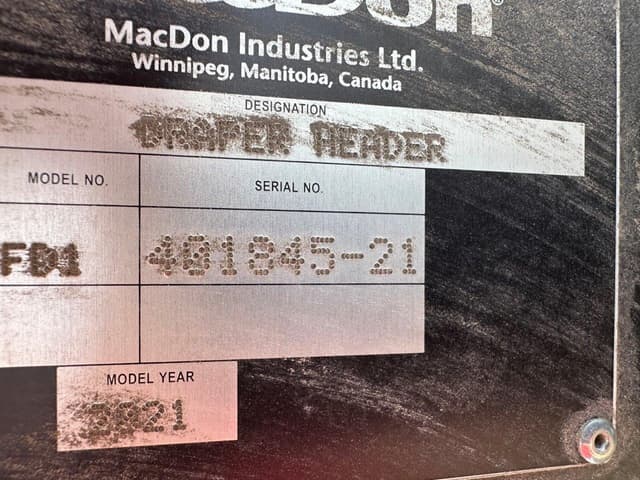 MacDon®
MacDon Industries Ltd.
Winnipeg, Manitoba, Canada
DESIGNATION
DRAPER HEADER
MODEL NO.
SERIAL NO.
FD1
401845-21
MODEL YEAR
2021